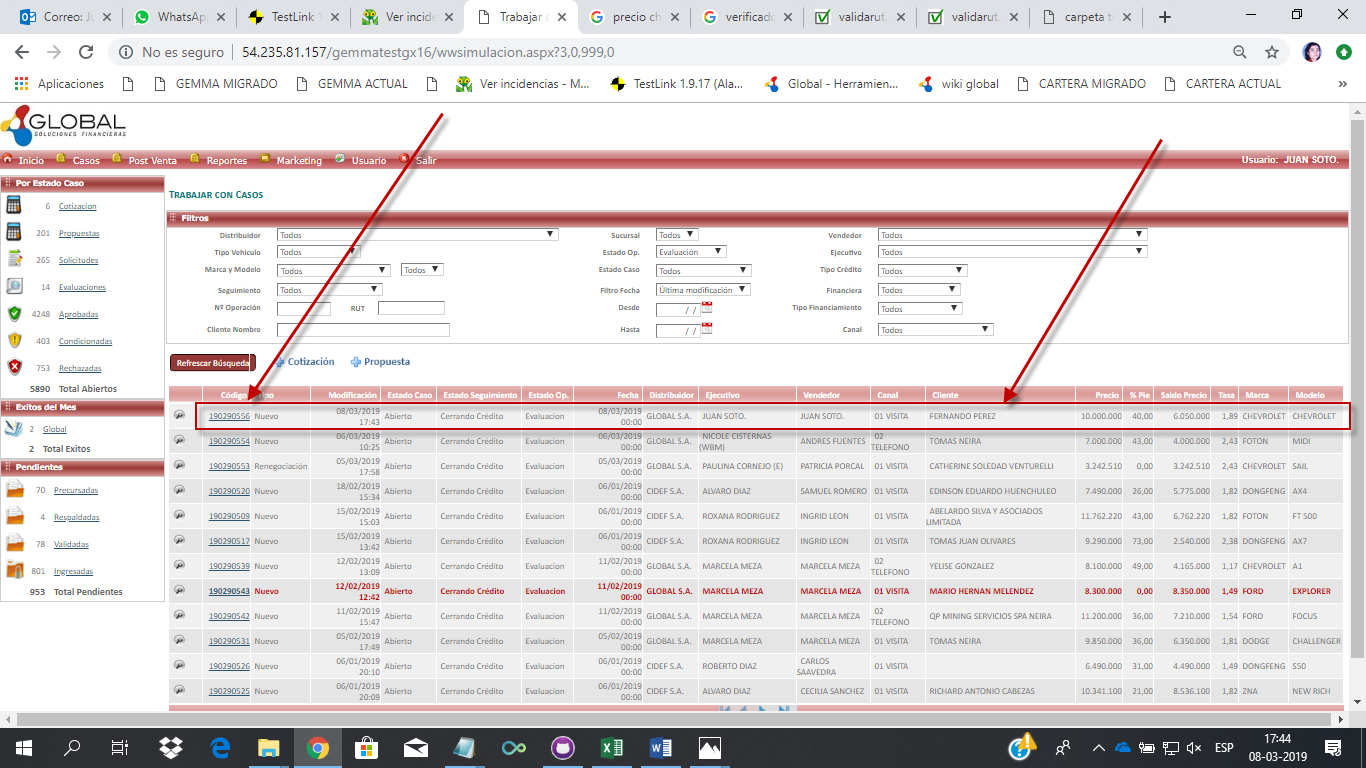 Correo: Ju
WhatsApp
TestLink 1
Ver incide
Trabajar c
precio ch
verificado
validarut.
validarut.
carpeta t
No es seguro | 54.235.81.157/gemmatestgx16/wwsimulacion.aspx?3,0,999,0
Aplicaciones
GEMMA MIGRADO
GEMMA ACTUAL
Ver incidencias - M...
TestLink 1.9.17 (Ala...
Global - Herramien...
wiki global
CARTERA MIGRADO
CARTERA ACTUAL
»
GLOBAL
SOLUCIONES FINANCIERAS
Inicio Casos Post Venta Reportes Marketing Usuario Salir Usuario: JUAN SOTO.
Por Estado Caso
6 Cotizacion
201 Propuestas
265 Solicitudes
14 Evaluaciones
4248 Aprobadas
403 Condicionadas
753 Rechazadas
5890 Total Abiertos
Exitos del Mes
2 Global
2 Total Exitos
Pendientes
70 Precursadas
4 Respaldadas
78 Validadas
801 Ingresadas
953 Total Pendientes
TRABAJAR CON CASOS
Filtros
Distribuidor Todos Sucursal Todos Vendedor Todos
Tipo Vehículo Todos Estado Op. Evaluación Ejecutivo Todos
Marca y Modelo Todos Todos Estado Caso Todos Tipo Crédito Todos
Seguimiento Todos Filtro Fecha Última modificación Financiera Todos
Nº Operación RUT Desde / / Tipo Financiamiento Todos
Cliente Nombre Hasta / / Canal Todos
Refrescar Búsqueda Cotización Propuesta
Código Tipo Modificación Estado Caso Estado Seguimiento Estado Op. Fecha Distribuidor Ejecutivo Vendedor Canal Cliente Precio % Pie Saldo Precio Tasa Marca Modelo
190290556 Nuevo 08/03/2019 17:43 Abierto Cerrando Crédito Evaluacion 08/03/2019 00:00 GLOBAL S.A. JUAN SOTO. JUAN SOTO. 01 VISITA FERNANDO PEREZ 10.000.000 40,00 6.050.000 1,89 CHEVROLET CHEVROLET
190290554 Nuevo 06/03/2019 10:25 Abierto Cerrando Crédito Evaluacion 06/03/2019 00:00 GLOBAL S.A. NICOLE CISTERNAS (WBM) ANDRES FUENTES 02 TELEFONO TOMAS NEIRA 7.000.000 43,00 4.000.000 2,43 FOTON MIDI
190290553 Renegociación 05/03/2019 17:58 Abierto Cerrando Crédito Evaluacion 05/03/2019 00:00 GLOBAL S.A. PAULINA CORNEJO (E) PATRICIA PORCAL 01 VISITA CATHERINE SOLEDAD VENTURELLI 3.242.510 0,00 3.242.510 2,43 CHEVROLET SAIL
190290520 Nuevo 18/02/2019 15:34 Abierto Cerrando Crédito Evaluacion 06/01/2019 00:00 CIDEF S.A. ALVARO DIAZ SAMUEL ROMERO 01 VISITA EDINSON EDUARDO HUENCHULEO 7.490.000 26,00 5.775.000 1,82 DONGFENG AX4
190290509 Nuevo 15/02/2019 15:03 Abierto Cerrando Crédito Evaluacion 06/01/2019 00:00 CIDEF S.A. ROXANA RODRIGUEZ INGRID LEON 01 VISITA ABELARDO SILVA Y ASOCIADOS LIMITADA 11.762.220 43,00 6.762.220 1,82 FOTON FT 500
190290517 Nuevo 15/02/2019 13:42 Abierto Cerrando Crédito Evaluacion 06/01/2019 00:00 CIDEF S.A. ROXANA RODRIGUEZ INGRID LEON 01 VISITA TOMAS JUAN OLIVARES 9.290.000 73,00 2.540.000 2,38 DONGFENG AX7
190290539 Nuevo 12/02/2019 13:09 Abierto Cerrando Crédito Evaluacion 11/02/2019 00:00 GLOBAL S.A. MARCELA MEZA MARCELA MEZA 02 TELEFONO YELISE GONZALEZ 8.100.000 49,00 4.165.000 1,17 CHEVROLET A1
190290543 Nuevo 12/02/2019 12:42 Abierto Cerrando Crédito Evaluacion 11/02/2019 00:00 GLOBAL S.A. MARCELA MEZA MARCELA MEZA 01 VISITA MARIO HERNAN MELENDEZ 8.300.000 0,00 8.350.000 1,49 FORD EXPLORER
190290542 Nuevo 11/02/2019 15:47 Abierto Cerrando Crédito Evaluacion 11/02/2019 00:00 GLOBAL S.A. MARCELA MEZA MARCELA MEZA 02 TELEFONO QP MINING SERVICIOS SPA NEIRA 11.200.000 36,00 7.210.000 1,54 FORD FOCUS
190290531 Nuevo 05/02/2019 17:49 Abierto Cerrando Crédito Evaluacion 05/02/2019 00:00 GLOBAL S.A. MARCELA MEZA MARCELA MEZA 01 VISITA TOMAS NEIRA 9.850.000 36,00 6.350.000 1,81 DODGE CHALLENGER
190290526 Nuevo 06/01/2019 20:10 Abierto Cerrando Crédito Evaluacion 06/01/2019 00:00 CIDEF S.A. ROBERTO DIAZ CARLOS SAAVEDRA 01 VISITA 6.490.000 31,00 4.490.000 1,49 DONGFENG S50
190290525 Nuevo 06/01/2019 20:09 Abierto Cerrando Crédito Evaluacion 06/01/2019 00:00 CIDEF S.A. ALVARO DIAZ CECILIA SANCHEZ 01 VISITA RICHARD ANTONIO CABEZAS 10.341.100 21,00 8.536.100 1,82 ZNA NEW RICH
ESP
17:44
08-03-2019